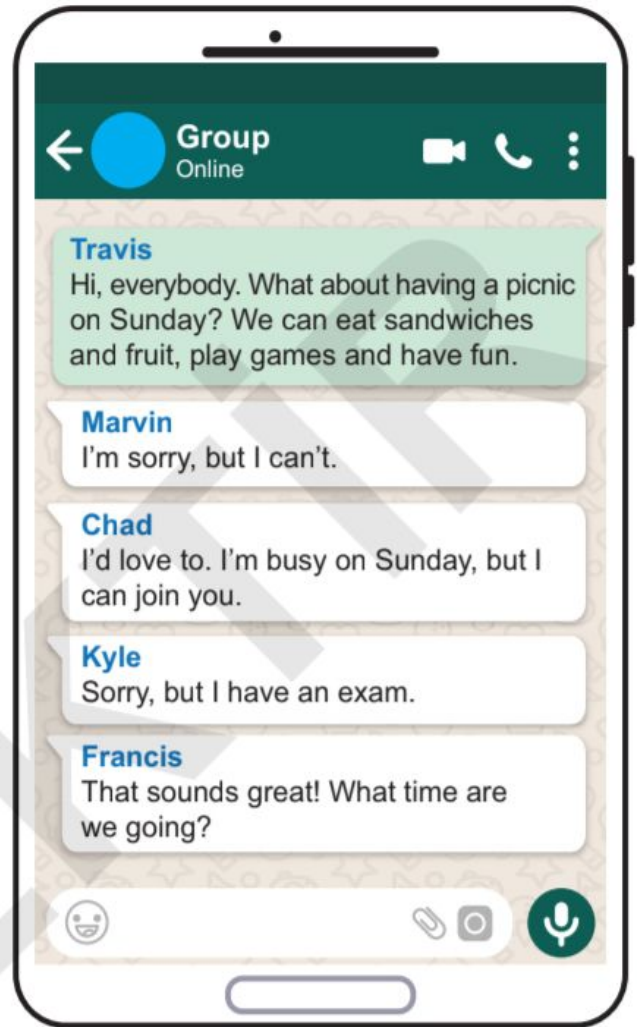 Group
Online
Travis
Hi, everybody. What about having a picnic
on Sunday? We can eat sandwiches
and fruit, play games and have fun.
Marvin
I'm sorry, but I can't.
Chad
I'd love to. I'm busy on Sunday, but I
can join you.
Kyle
Sorry, but I have an exam.
Francis
That sounds great! What time are
we going?